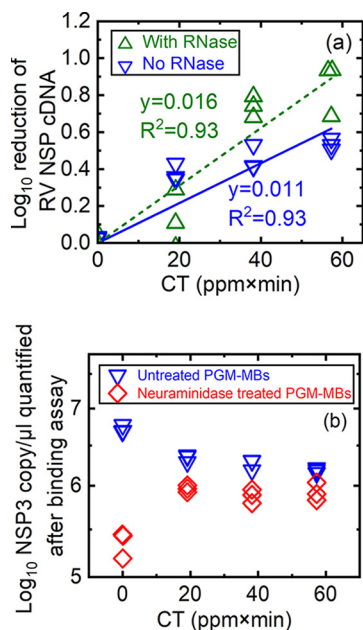 (a)
With RNase
No RNase
y=0.016
R²=0.93
y=0.011
R²=0.93
1.2
1.0
0.8
0.6
0.4
0.2
0.0
0 20 40 60
Log₁₀ reduction of
RV NSP cDNA
CT (ppm×min)
(b)
Untreated PGM-MBs
Neuraminidase treated PGM-MBs
7
6
5
0 20 40 60
Log₁₀ NSP3 copy/µl quantified
after binding assay
CT (ppm×min)